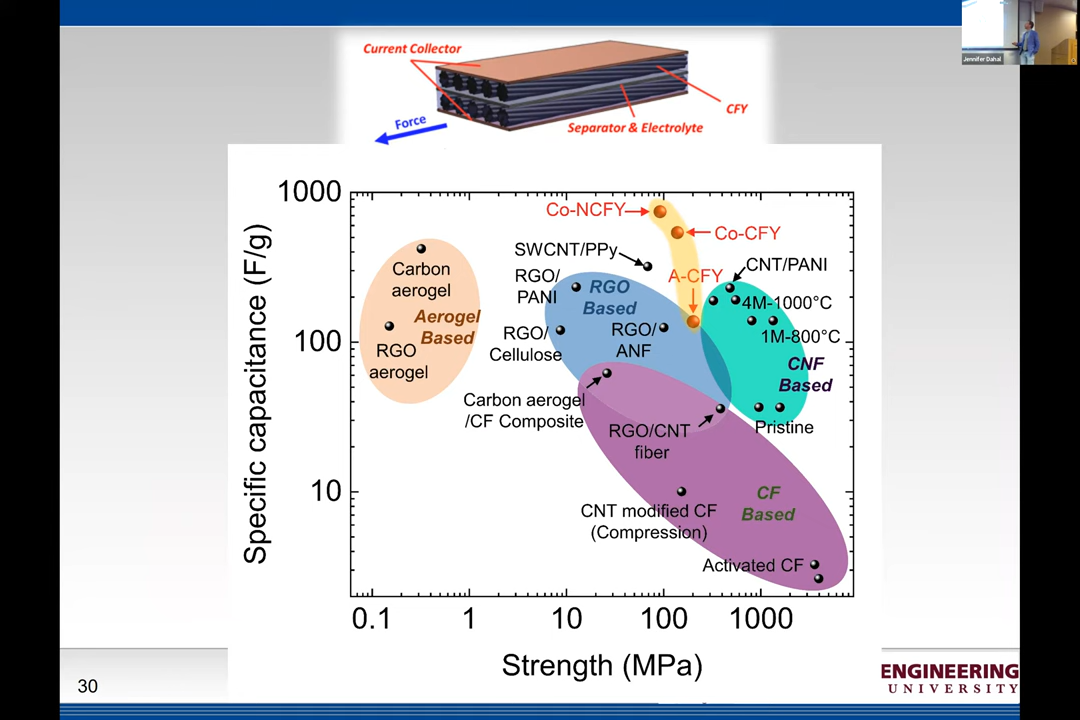 Jennifer Dahal
Current Collector
CFY
Force
Separator & Electrolyte
Specific capacitance (F/g)
1000
100
10
Co-NCFY
Co-CFY
SWCNT/PPy
A-CFY
CNT/PANI
RGO/
PANI
RGO
Based
4M-1000°C
Carbon
aerogel
Aerogel
Based
RGO
aerogel
RGO/
Cellulose
RGO/
ANF
1M-800°C
CNF
Based
Carbon aerogel
/CF Composite
RGO/CNT
fiber
Pristine
CNT modified CF
(Compression)
CF
Based
Activated CF
0.1
1
10
100
1000
Strength (MPa)
30
ENGINEERING
UNIVERSITY